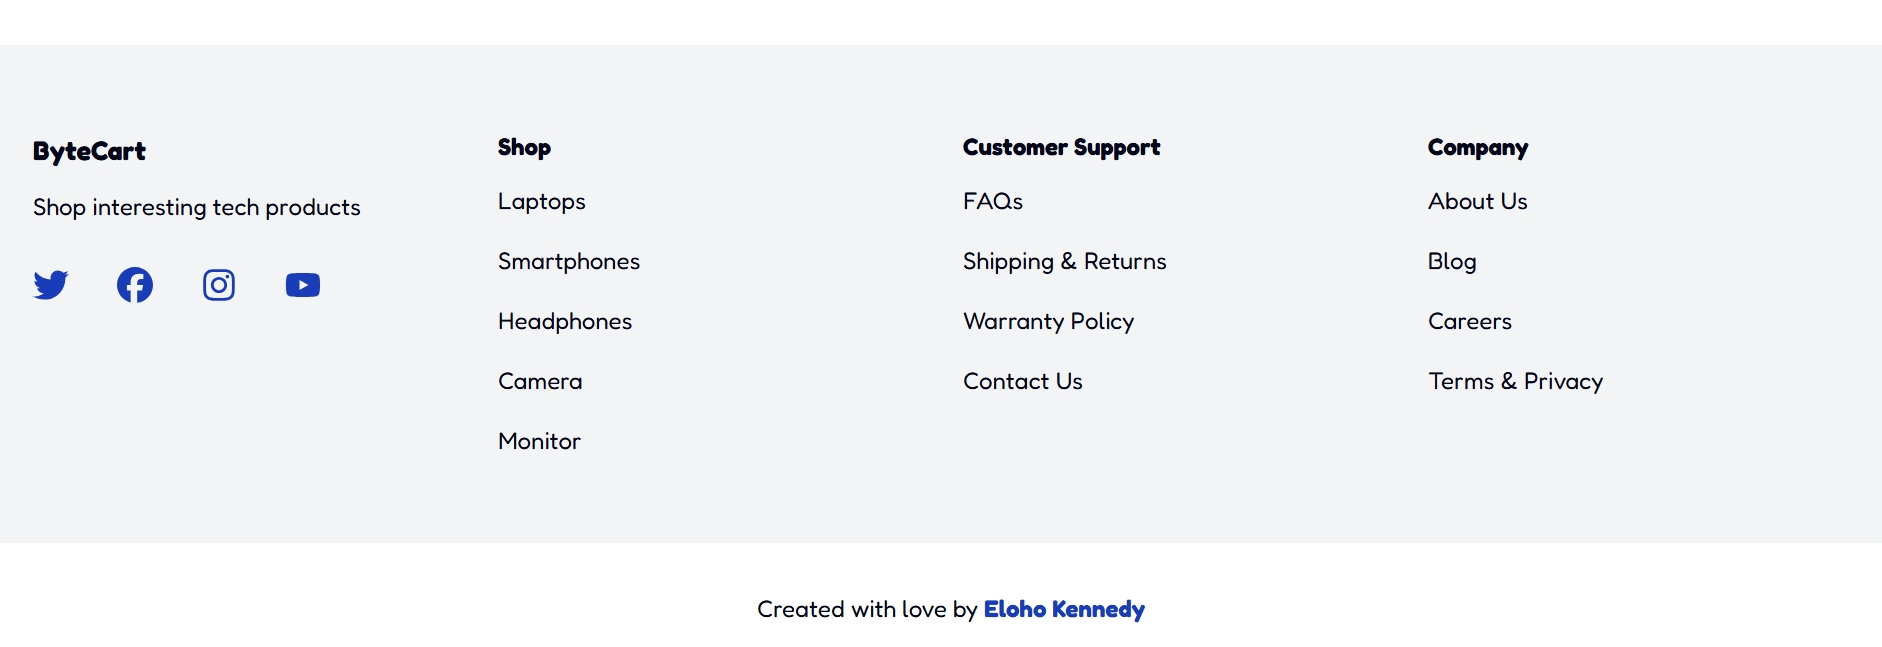 ByteCart
Shop interesting tech products
Shop
Laptops
Smartphones
Headphones
Camera
Monitor
Customer Support
FAQs
Shipping & Returns
Warranty Policy
Contact Us
Company
About Us
Blog
Careers
Terms & Privacy
Created with love by Eloho Kennedy